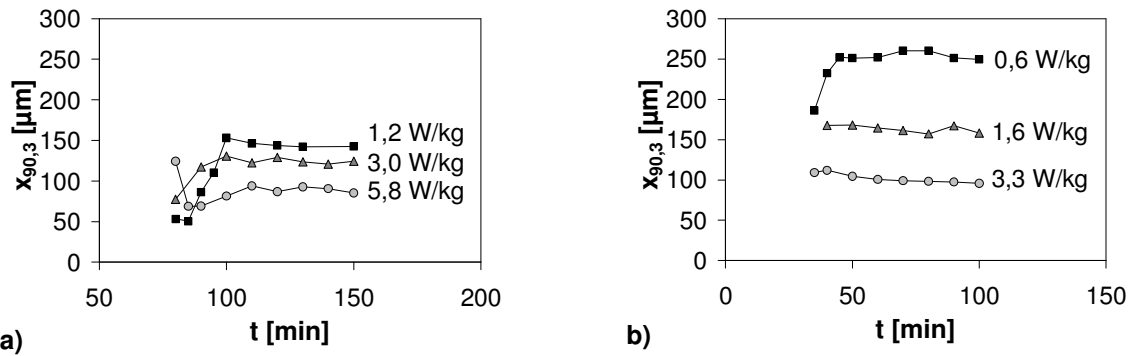 300
250
200
150
100
50
0
x90,3 [µm]
1,2 W/kg
3,0 W/kg
5,8 W/kg
50 100 150 200
t [min]
a)
300
250
200
150
100
50
0
x90,3 [µm]
0,6 W/kg
1,6 W/kg
3,3 W/kg
0 50 100 150
t [min]
b)